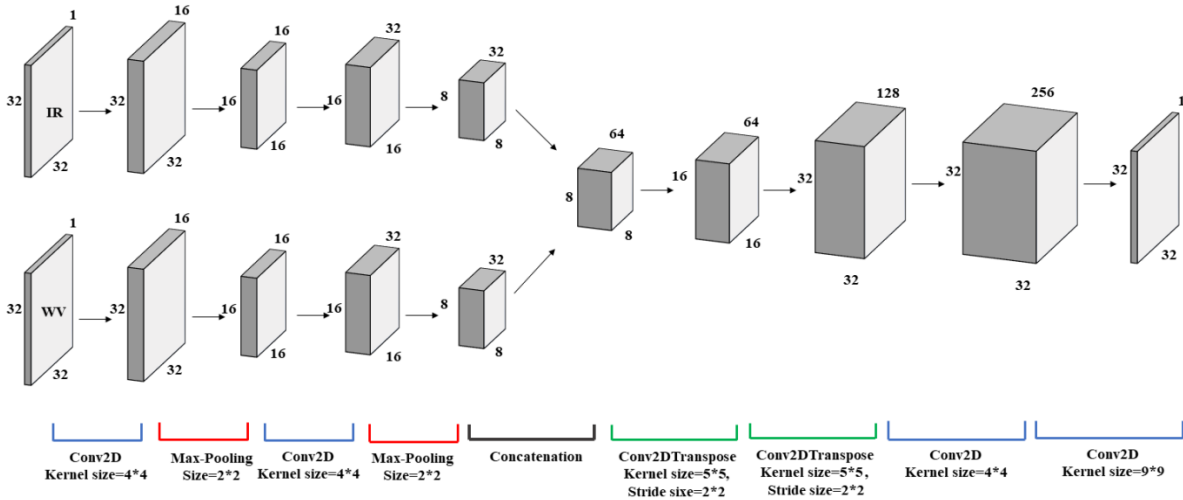 1
16
16
32
32
32
IR
32
16
16
8
32
32
16
16
8
128
256
1
64
64
32
32
32
8
16
8
16
32
32
32
1
16
16
32
32
32
WV
32
16
16
8
32
32
16
16
8
Conv2D
Kernel size=4*4
Max-Pooling
Size=2*2
Conv2D
Kernel size=4*4
Max-Pooling
Size=2*2
Concatenation
Conv2DTranspose
Kernel size=5*5,
Stride sixe=2*2
Conv2DTranspose
Kernel size=5*5,
Stride size=2*2
Conv2D
Kernel size=4*4
Conv2D
Kernel size=9*9